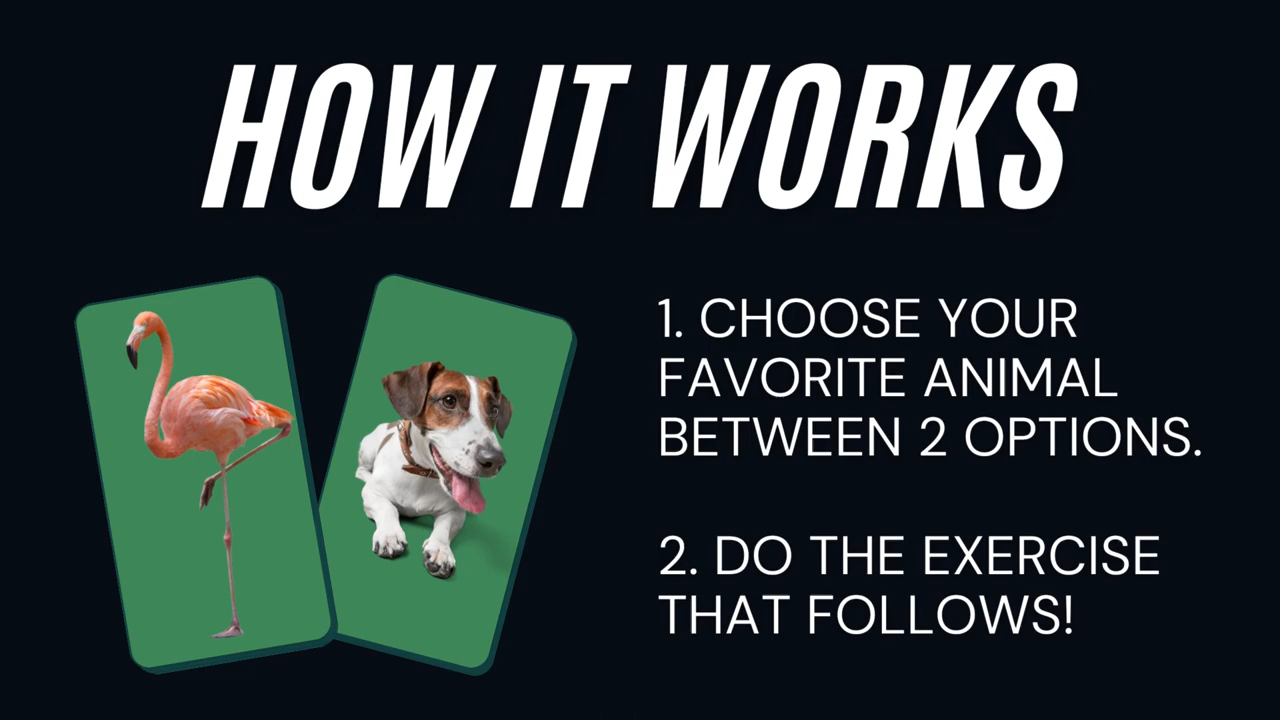 HOW IT WORKS
1. CHOOSE YOUR
FAVORITE ANIMAL
BETWEEN 2 OPTIONS.
2. DO THE EXERCISE
THAT FOLLOWS!